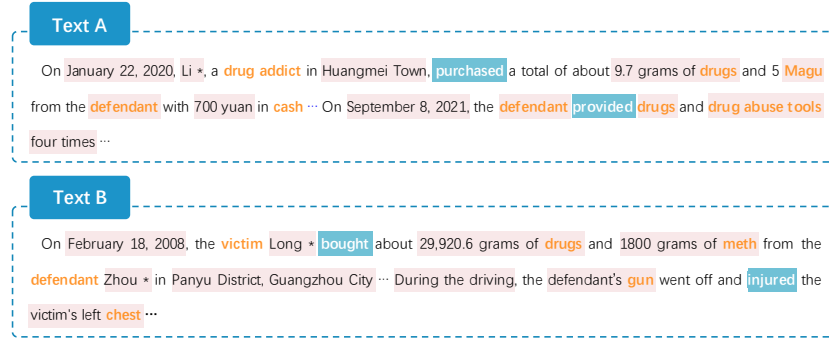 Text A
On January 22, 2020, Li *, a drug addict in Huangmei Town, purchased a total of about 9.7 grams of drugs and 5 Magu
from the defendant with 700 yuan in cash ··· On September 8, 2021, the defendant provided drugs and drug abuse tools
four times ···
Text B
On February 18, 2008, the victim Long * bought about 29,920.6 grams of drugs and 1800 grams of meth from the
defendant Zhou * in Panyu District, Guangzhou City ··· During the driving, the defendant's gun went off and injured the
victim's left chest ···